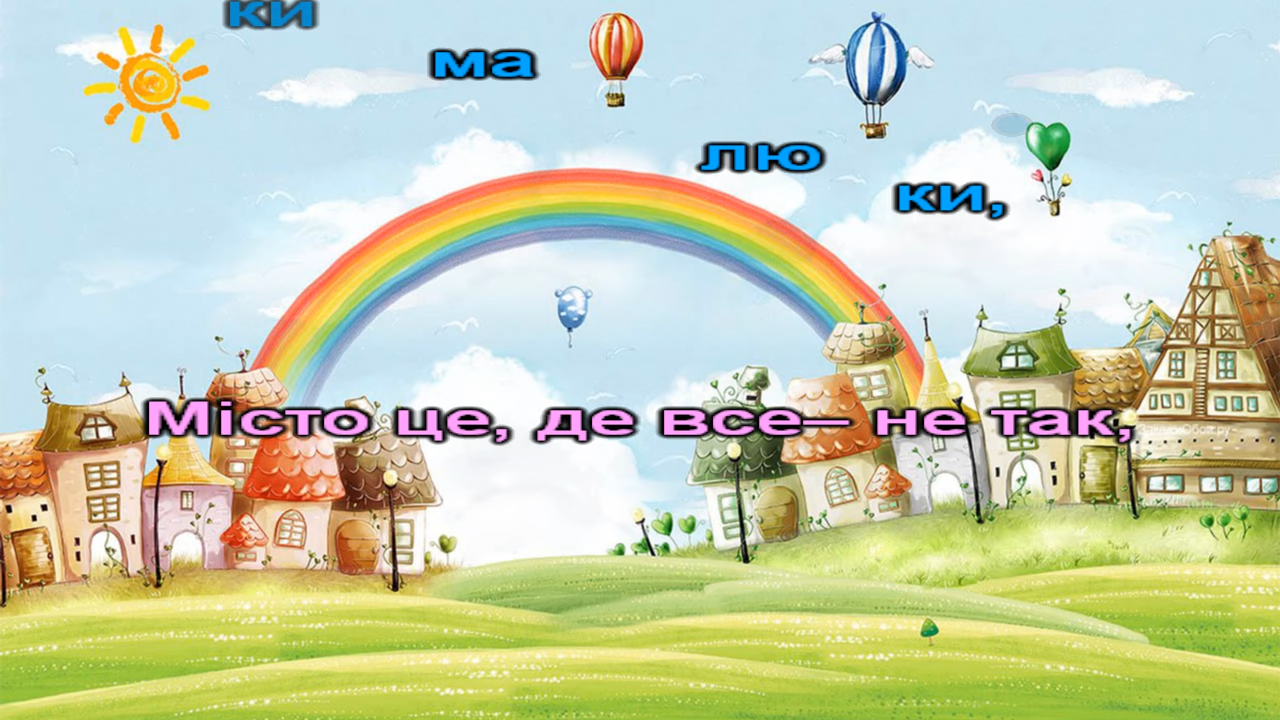 ки
ма
лю
ки,
Місто це, де все– не так,